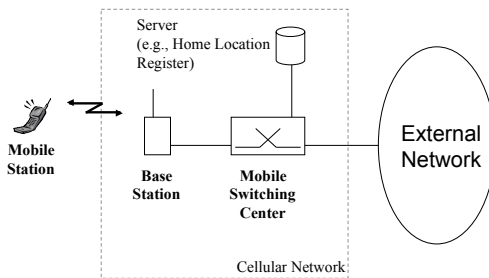 Server
(e.g., Home Location
Register)
Mobile
Station
Base
Station
Mobile
Switching
Center
External
Network
Cellular Network